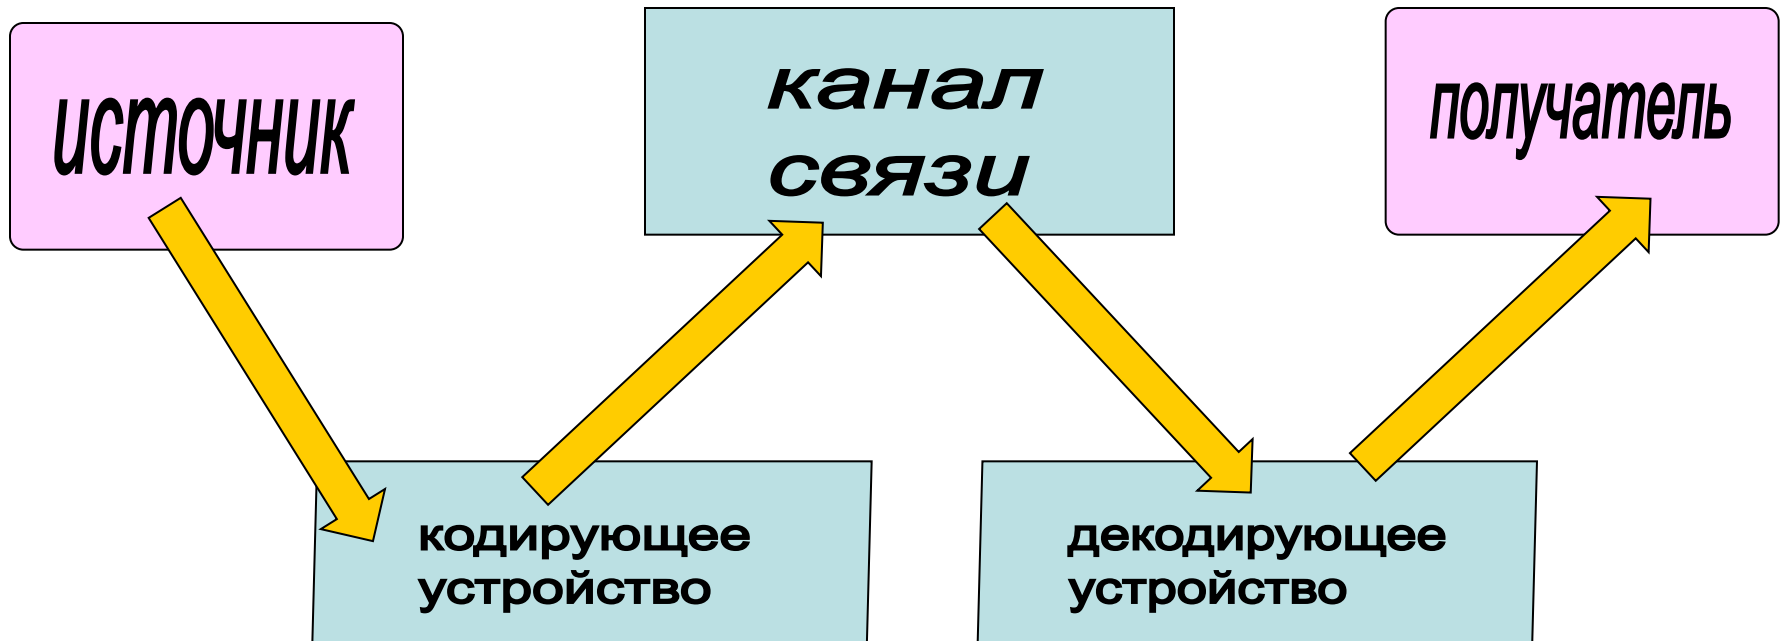 источник
канал
связи
получатель
кодирующее
устройство
декодирующее
устройство